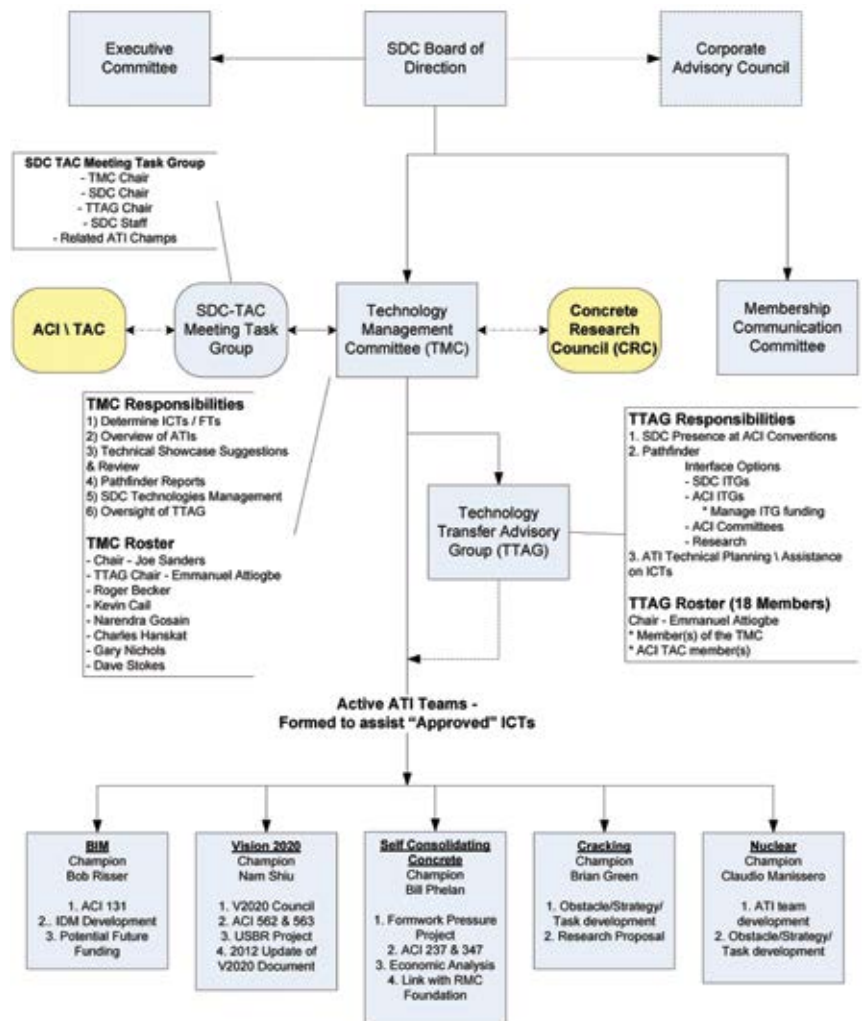 Executive
Committee
SDC Board of
Direction
Corporate
Advisory Council
SDC TAC Meeting Task Group
- TMC Chair
- SDC Chair
- TTAG Chair
- SDC Staff
- Related ATI Champs
ACI \ TAC
SDC-TAC
Meeting Task
Group
Technology
Management
Committee (TMC)
Concrete
Research
Council (CRC)
Membership
Communication
Committee
TMC Responsibilities
1) Determine ICTs / FTs
2) Overview of ATIs
3) Technical Showcase Suggestions
& Review
4) Pathfinder Reports
5) SDC Technologies Management
6) Oversight of TTAG
TMC Roster
- Chair - Joe Sanders
- TTAG Chair - Emmanuel Attiogbe
- Roger Becker
- Kevin Cail
- Narendra Gosain
- Charles Hanskat
- Gary Nichols
- Dave Stokes
Technology
Transfer Advisory
Group (TTAG)
TTAG Responsibilities
1. SDC Presence at ACI Conventions
2. Pathfinder
Interface Options
- SDC ITGs
- ACI ITGs
* Manage ITG funding
- ACI Committees
- Research
3. ATI Technical Planning \ Assistance
on ICTs
TTAG Roster (18 Members)
Chair - Emmanuel Attiogbe
* Member(s) of the TMC
* ACI TAC member(s)
Active ATI Teams -
Formed to assist “Approved” ICTs
BIM
Champion
Bob Risser
1. ACI 131
2.. IDM Development
3. Potential Future
Funding
Vision 2020
Champion
Nam Shiu
1. V2020 Council
2. ACI 562 & 563
3. USBR Project
4. 2012 Update of
V2020 Document
Self Consolidating
Concrete
Champion
Bill Phelan
1. Formwork Pressure
Project
2. ACI 237 & 347
3. Economic Analysis
4. Link with RMC
Foundation
Cracking
Champion
Brian Green
1. Obstacle/Strategy/
Task development
2. Research Proposal
Nuclear
Champion
Claudio Manissero
1. ATI team
development
2. Obstacle/Strategy/
Task development